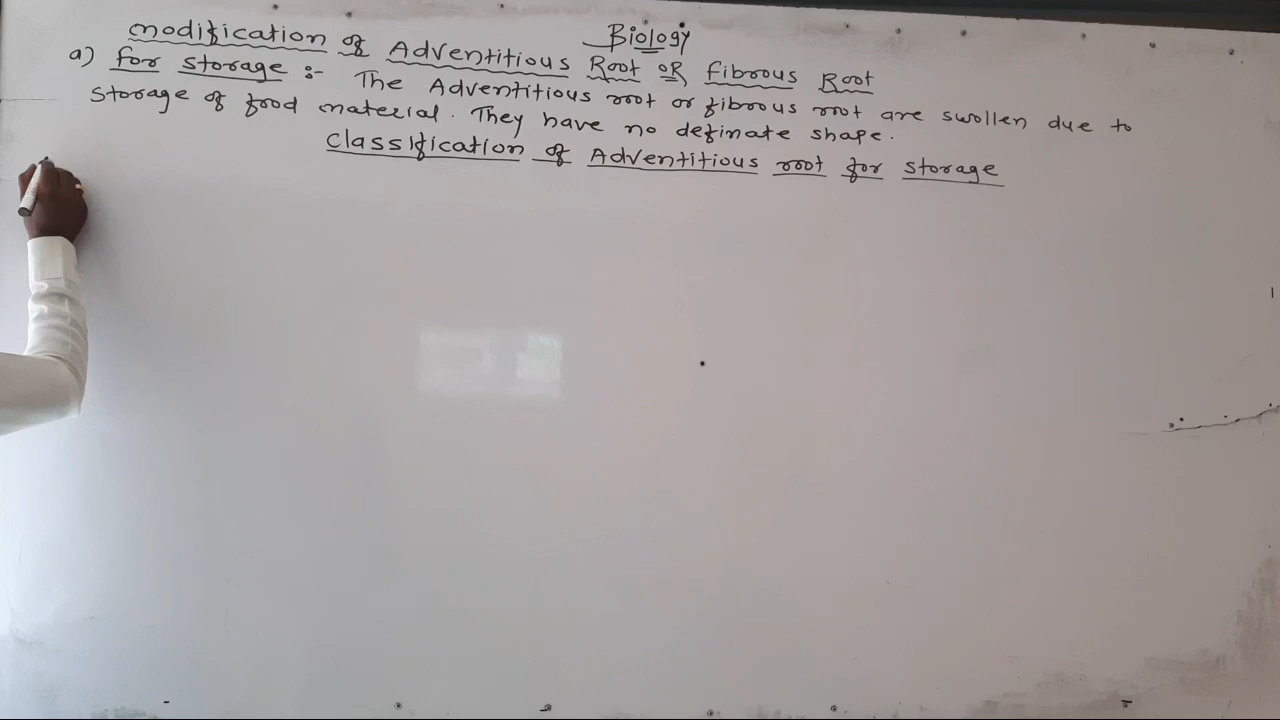 Biology
modification of Adventitious Root OR fibrous Root
a) for storage :- The Adventitious root or fibrous root are swollen due to
storage of food material. They have no definate shape.
Classification of Adventitious root for storage